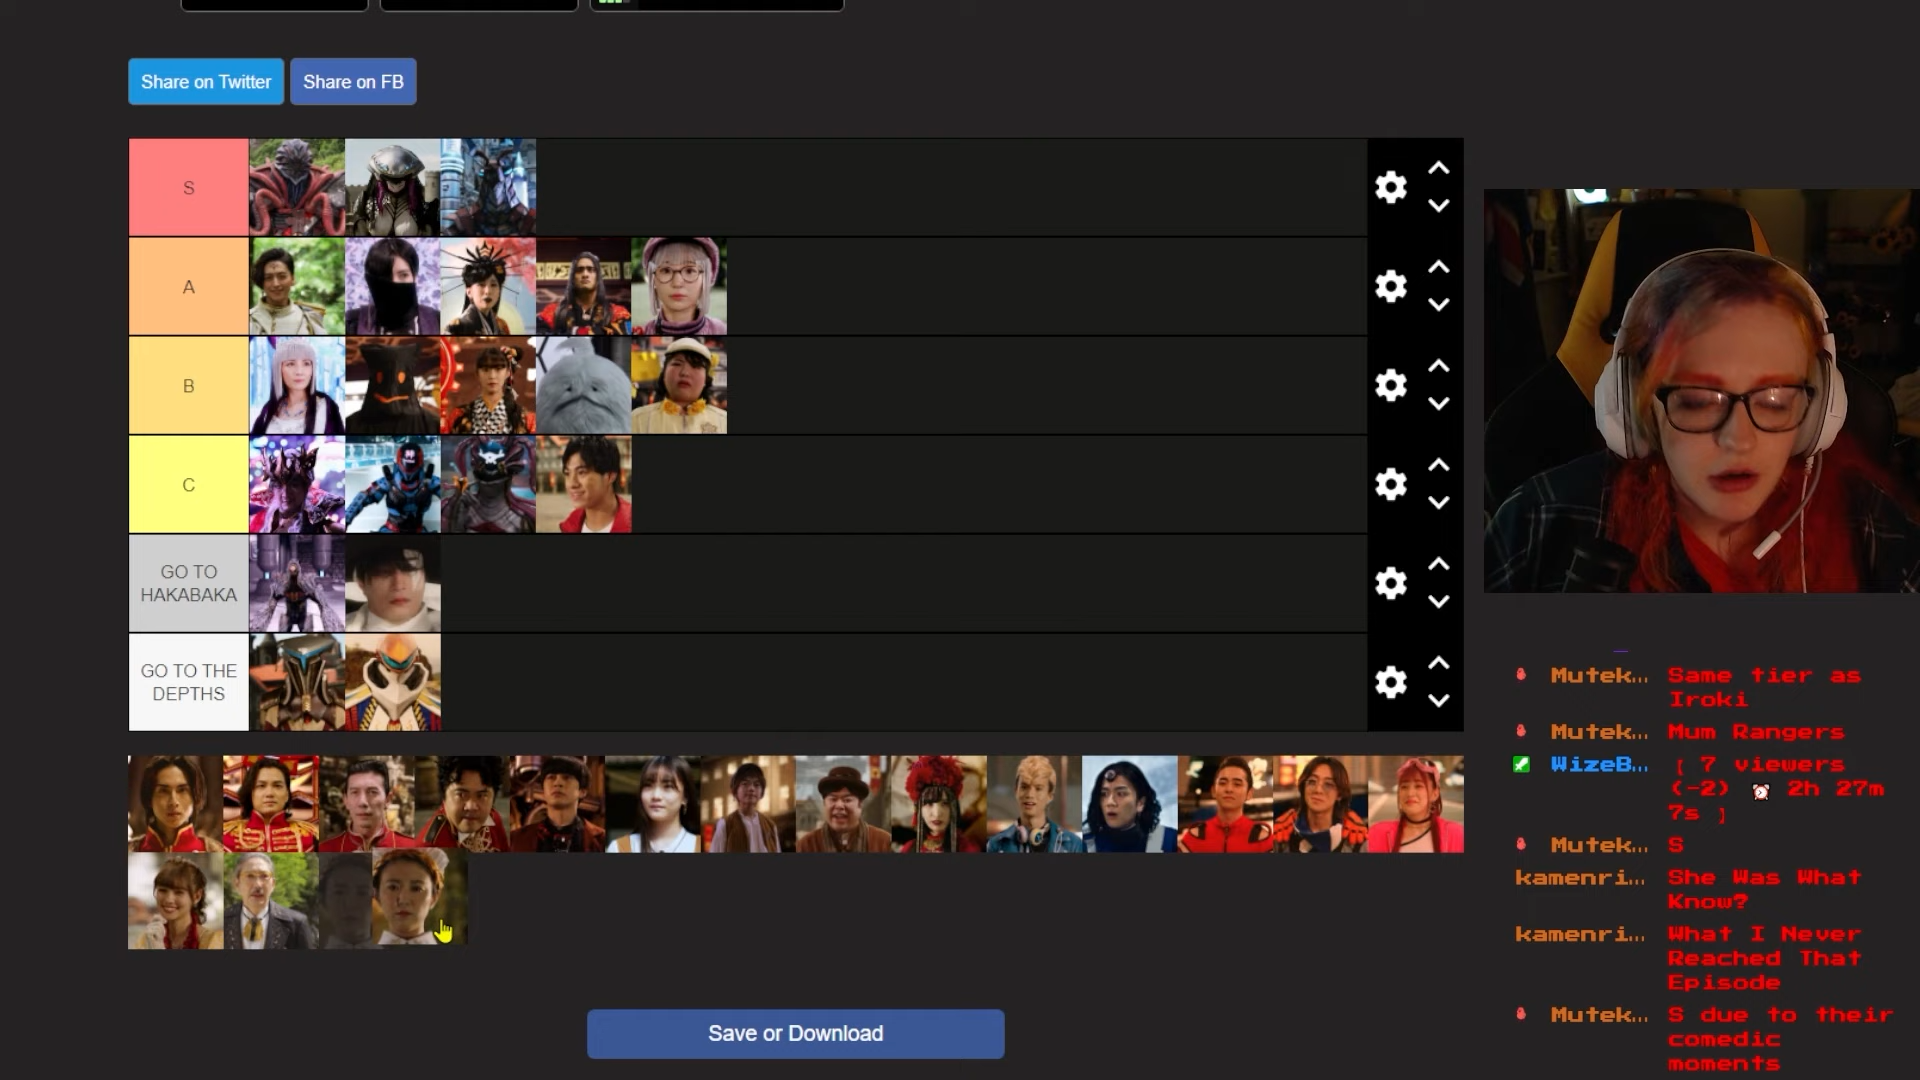 Share on Twitter
Share on FB
S
A
B
C
GO TO
HAKABAKA
GO TO THE
DEPTHS
Save or Download
Mutek... Same tier as
Iroki
Mutek... Mum Rangers
WizeB... ( 7 viewers
(-2) ⏰ 2h 27m
7s )
Mutek... S
kamenri... She Was What
Know?
kamenri... What I Never
Reached That
Episode
Mutek... S due to their
comedic
moments